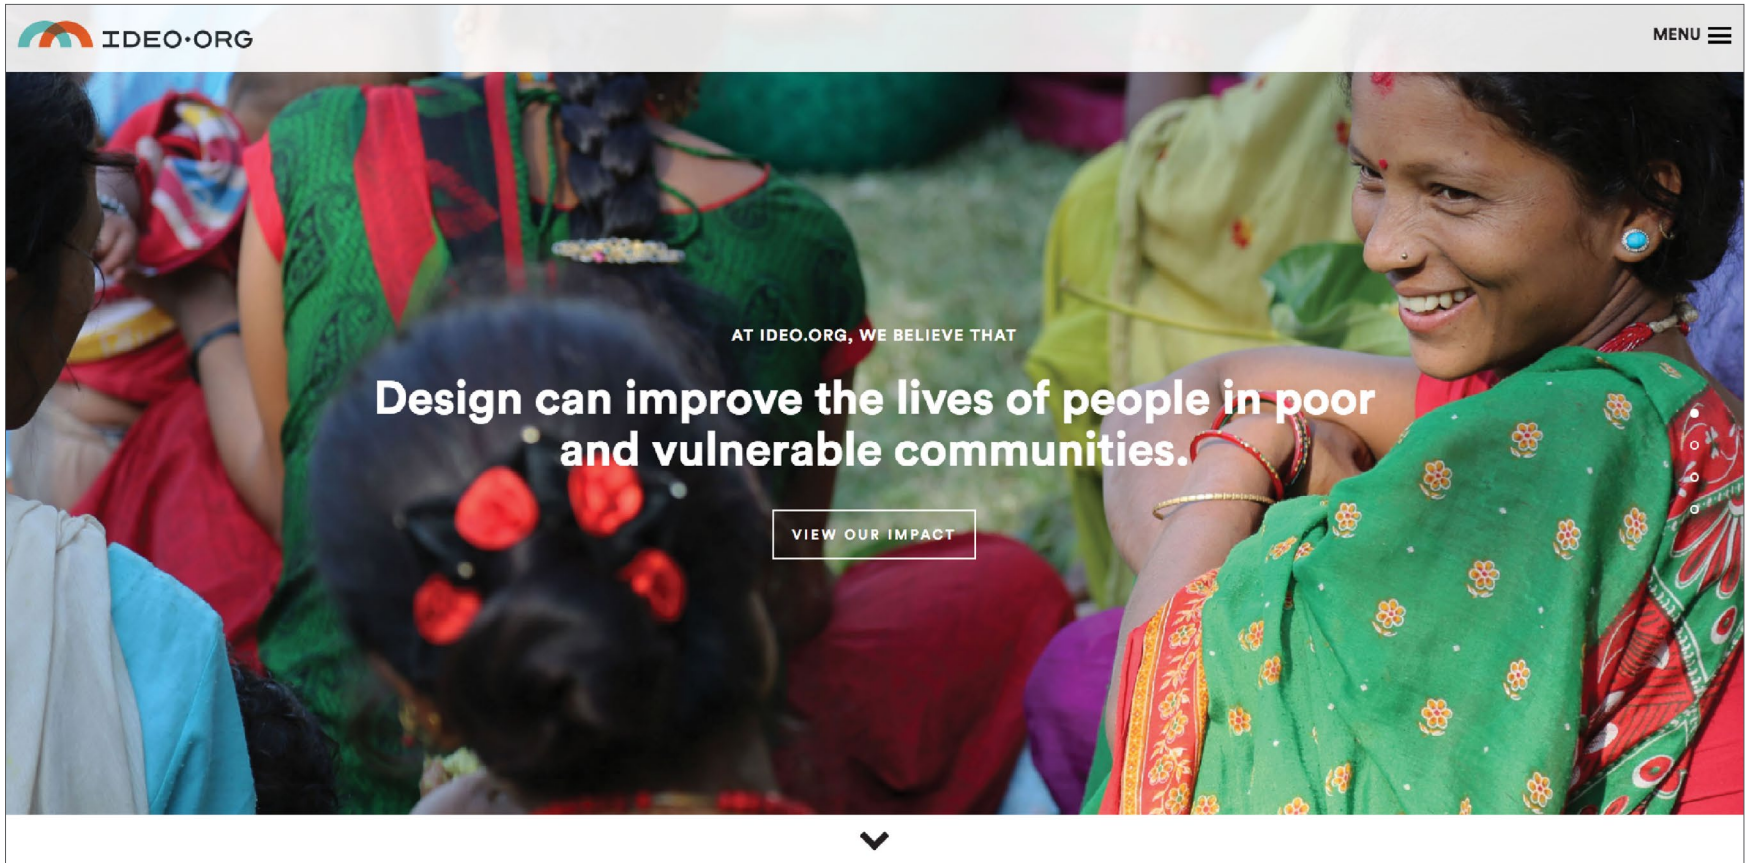 IDEO·ORG
MENU
AT IDEO.ORG, WE BELIEVE THAT
Design can improve the lives of people in poor
and vulnerable communities.
VIEW OUR IMPACT